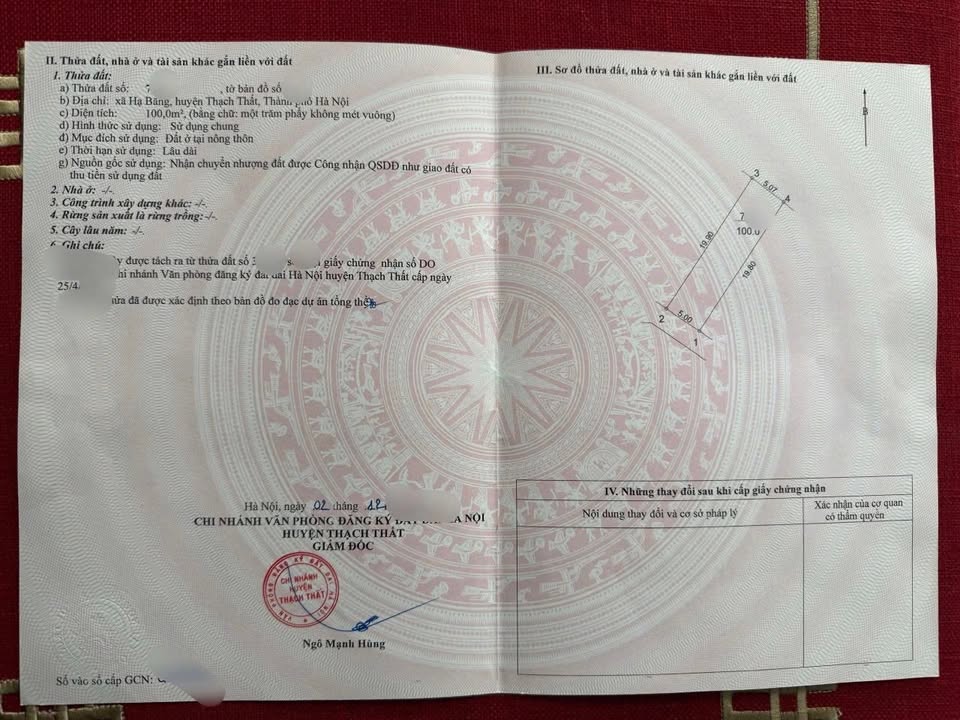 II. Thửa đất, nhà ở và tài sản khác gắn liền với đất
1. Thửa đất:
a) Thửa đất số: , tờ bản đồ số
b) Địa chỉ: xã Hạ Bằng, huyện Thạch Thất, Thành phố Hà Nội
c) Diện tích: 100,0m², (bằng chữ: một trăm phẩy không mét vuông)
d) Hình thức sử dụng: Sử dụng chung
đ) Mục đích sử dụng: Đất ở tại nông thôn
e) Thời hạn sử dụng: Lâu dài
g) Nguồn gốc sử dụng: Nhận chuyển nhượng đất được Công nhận QSDĐ như giao đất có
thu tiền sử dụng đất
2. Nhà ở: -/-.
3. Công trình xây dựng khác: -/-.
4. Rừng sản xuất là rừng trồng: -/-.
5. Cây lâu năm: -/-.
6. Ghi chú:
được tách ra từ thửa đất số 3 giấy chứng nhận số DO
nhánh Văn phòng đăng ký đất đai Hà Nội huyện Thạch Thất cấp ngày
25/4
đã được xác định theo bản đồ đo đạc dự án tổng thể
Hà Nội, ngày 02 tháng 12
CHI NHÁNH VĂN PHÒNG ĐĂNG KÝ ĐẤT ĐAI HÀ NỘI
HUYỆN THẠCH THẤT
GIÁM ĐỐC
VĂN PHÒNG ĐĂNG KÝ ĐẤT ĐAI HÀ NỘI
CHI NHÁNH
HUYỆN
THẠCH THẤT
Ngô Mạnh Hùng
Số vào sổ cấp GCN:
III. Sơ đồ thửa đất, nhà ở và tài sản khác gắn liền với đất
B
3
5.07
4
7
100.0
19.90
19.80
2
5.00
1
IV. Những thay đổi sau khi cấp giấy chứng nhận
Nội dung thay đổi và cơ sở pháp lý
Xác nhận của cơ quan
có thẩm quyền